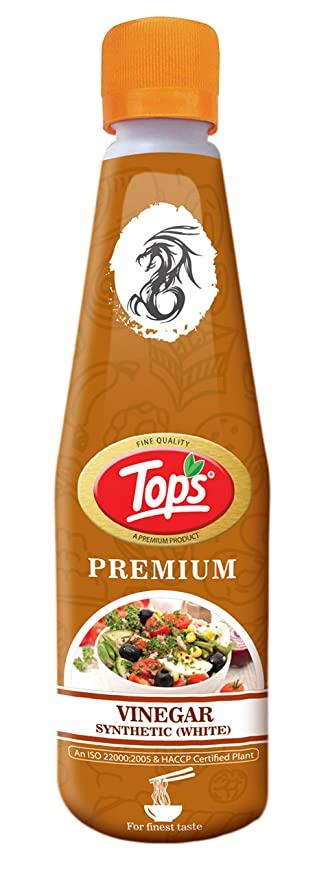 FINE QUALITY
Tops®
A PREMIUM PRODUCT
PREMIUM
VINEGAR
SYNTHETIC (WHITE)
An ISO 22000:2005 & HACCP Certified Plant
For finest taste